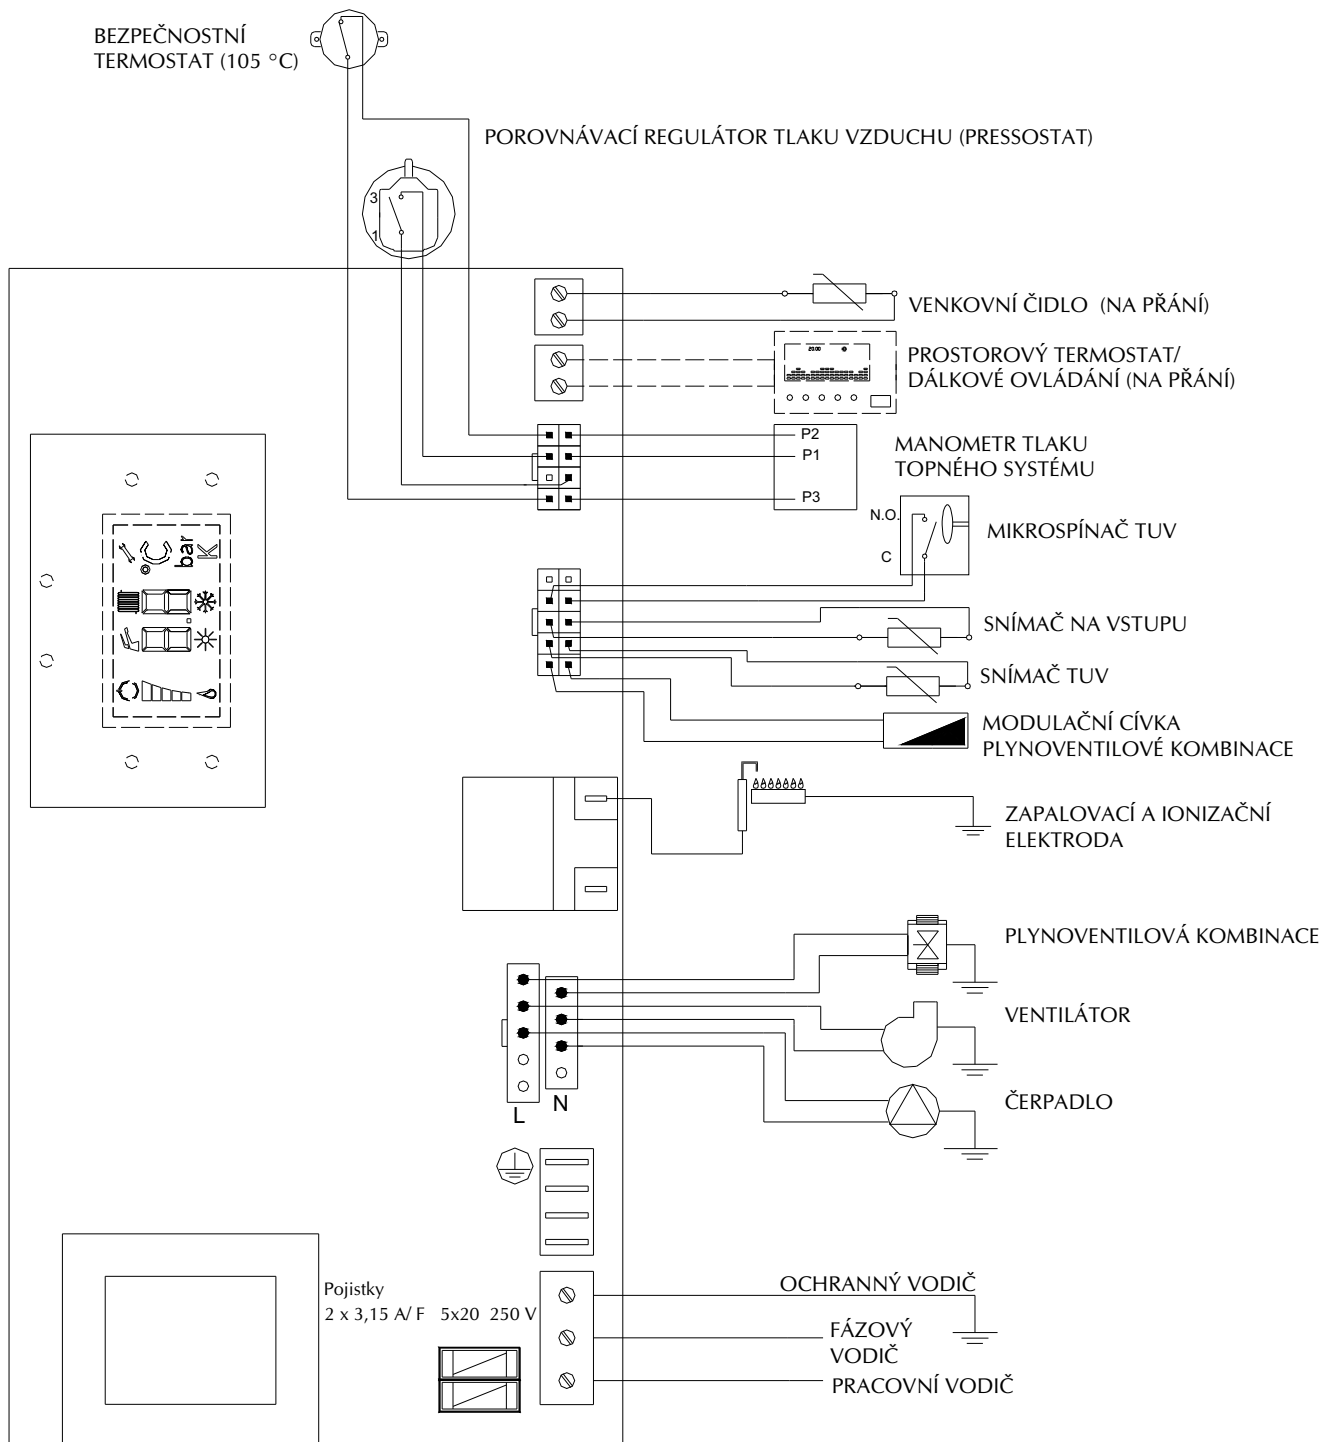 BEZPEČNOSTNÍ
TERMOSTAT (105 °C)
POROVNÁVACÍ REGULÁTOR TLAKU VZDUCHU (PRESSOSTAT)
3
1
VENKOVNÍ ČIDLO (NA PŘÁNÍ)
20.00
PROSTOROVÝ TERMOSTAT/
DÁLKOVÉ OVLÁDÁNÍ (NA PŘÁNÍ)
P2
P1
P3
MANOMETR TLAKU
TOPNÉHO SYSTÉMU
N.O.
C
MIKROSPÍNAČ TUV
°C
bar
K
SNÍMAČ NA VSTUPU
SNÍMAČ TUV
MODULAČNÍ CÍVKA
PLYNOVENTILOVÉ KOMBINACE
ZAPALOVACÍ A IONIZAČNÍ
ELEKTRODA
PLYNOVENTILOVÁ KOMBINACE
VENTILÁTOR
ČERPADLO
L
N
Pojistky
2 x 3,15 A/ F 5x20 250 V
OCHRANNÝ VODIČ
FÁZOVÝ
VODIČ
PRACOVNÍ VODIČ